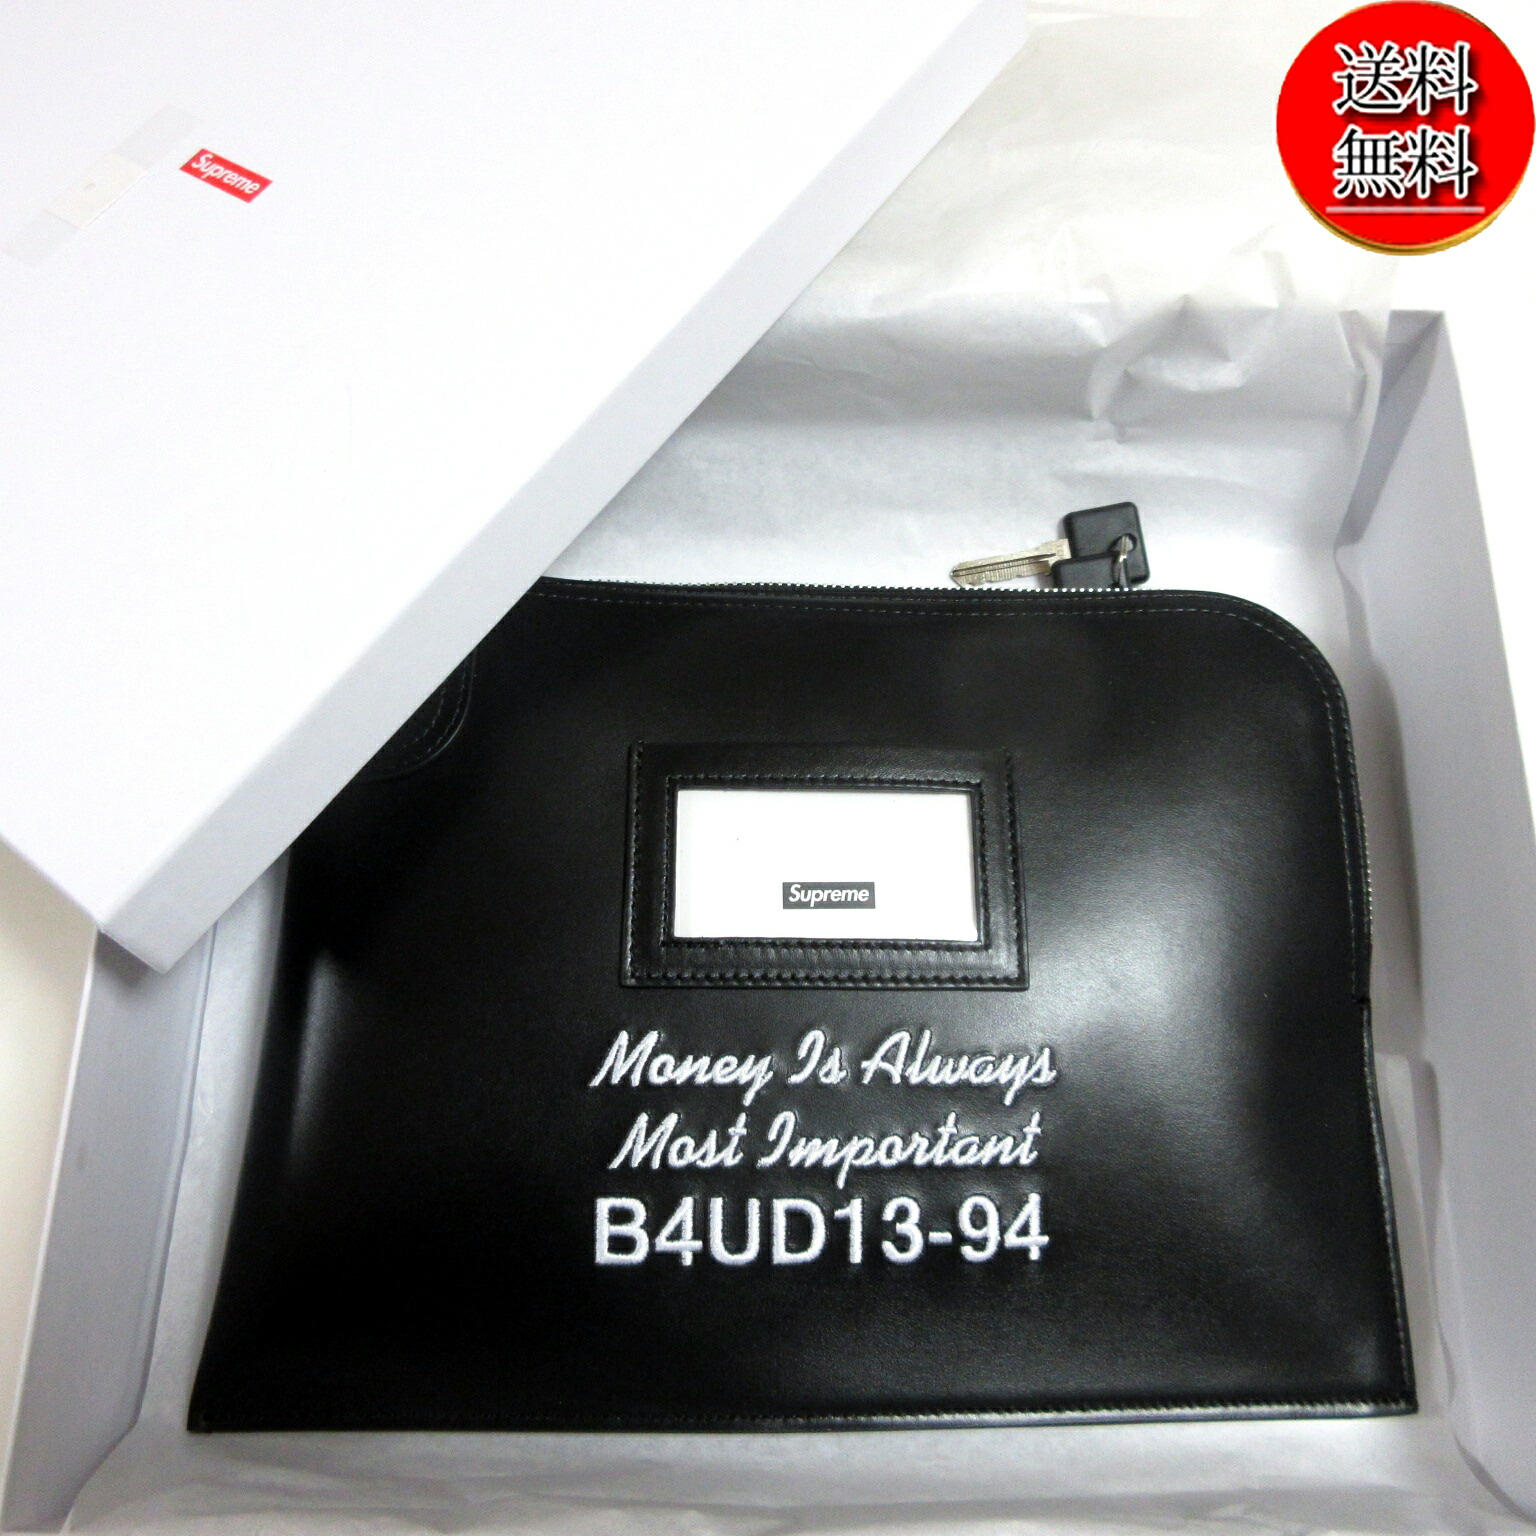 送料
無料
Supreme
Supreme
Money Is Always
Most Important
B4UD13-94